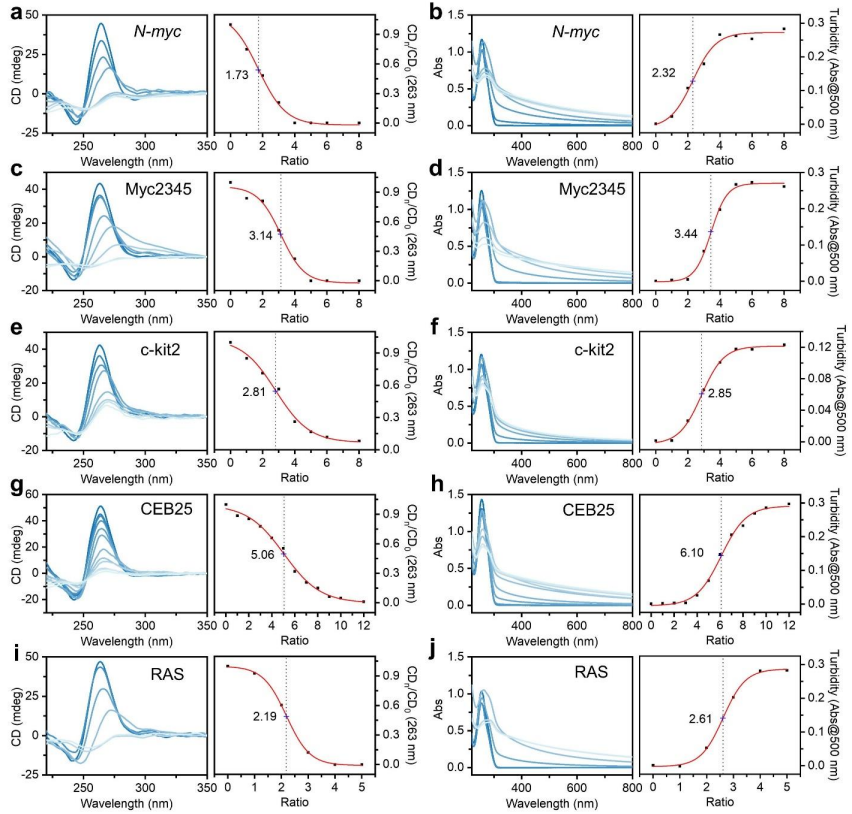 a
N-myc
CD (mdeg)
50
25
0
-25
250
300
350
Wavelength (nm)
1.73
0
2
4
6
8
Ratio
0.9
0.6
0.3
0.0
CDn/CD0 (263 nm)
b
N-myc
Abs
1.5
1.0
0.5
0.0
400
600
800
Wavelength (nm)
2.32
0
2
4
6
8
Ratio
0.3
0.2
0.1
0.0
Turbidity (Abs@500 nm)
c
Myc2345
CD (mdeg)
40
20
0
-20
250
300
350
Wavelength (nm)
3.14
0
2
4
6
8
Ratio
0.9
0.6
0.3
0.0
CDn/CD0 (263 nm)
d
Myc2345
Abs
1.5
1.0
0.5
0.0
400
600
800
Wavelength (nm)
3.44
0
2
4
6
8
Ratio
0.3
0.2
0.1
0.0
Turbidity (Abs@500 nm)
e
c-kit2
CD (mdeg)
40
20
0
-20
250
300
350
Wavelength (nm)
2.81
0
2
4
6
8
Ratio
0.9
0.6
0.3
0.0
CDn/CD0 (263 nm)
f
c-kit2
Abs
1.5
1.0
0.5
0.0
400
600
800
Wavelength (nm)
2.85
0
2
4
6
8
Ratio
0.12
0.08
0.04
0.00
Turbidity (Abs@500 nm)
g
CEB25
CD (mdeg)
60
40
20
0
-20
250
300
350
Wavelength (nm)
5.06
0
2
4
6
8
10
12
Ratio
0.9
0.6
0.3
0.0
CDn/CD0 (263 nm)
h
CEB25
Abs
1.5
1.0
0.5
0.0
400
600
800
Wavelength (nm)
6.10
0
2
4
6
8
10
12
Ratio
0.3
0.2
0.1
0.0
Turbidity (Abs@500 nm)
i
RAS
CD (mdeg)
50
25
0
-25
250
300
350
Wavelength (nm)
2.19
0
1
2
3
4
5
Ratio
0.9
0.6
0.3
0.0
CDn/CD0 (263 nm)
j
RAS
Abs
1.5
1.0
0.5
0.0
400
600
800
Wavelength (nm)
2.61
0
1
2
3
4
5
Ratio
0.3
0.2
0.1
0.0
Turbidity (Abs@500 nm)